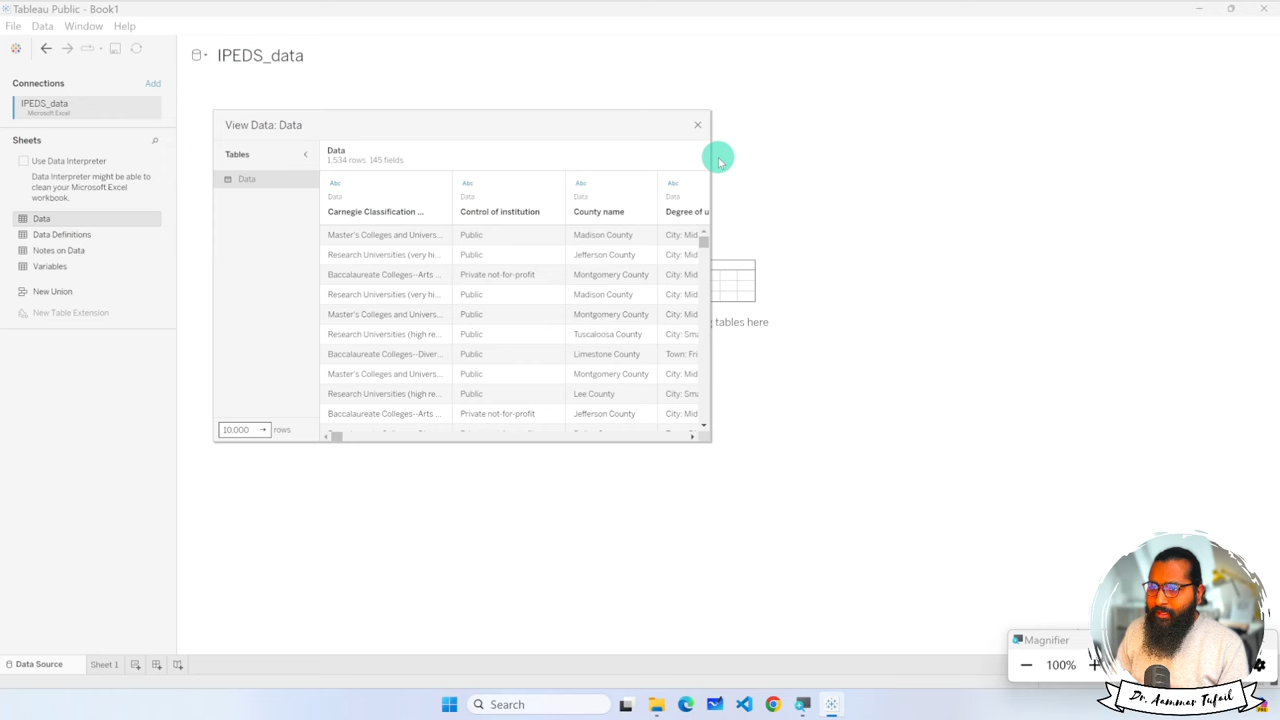 Tableau Public - Book1
File Data Window Help
Connections Add
IPEDS_data
Microsoft Excel
Sheets
Use Data Interpreter
Data Interpreter might be able to
clean your Microsoft Excel
workbook.
Data
Data Definitions
Notes on Data
Variables
New Union
New Table Extension
IPEDS_data
View Data: Data
Tables
Data
10.000 → rows
Data
1.534 rows 145 fields
Abc Abc Abc Abc
Data Data Data Data
Carnegie Classification ... Control of institution County name Degree of u
Master's Colleges and Univers... Public Madison County City: Mid
Research Universities (very hi... Public Jefferson County City: Mid
Baccalaureate Colleges--Arts ... Private not-for-profit Montgomery County City: Mid
Research Universities (very hi... Public Madison County City: Mid
Master's Colleges and Univers... Public Montgomery County City: Mid
Research Universities (high re... Public Tuscaloosa County City: Sma
Baccalaureate Colleges--Diver... Public Limestone County Town: Fri
Master's Colleges and Univers... Public Montgomery County City: Mid
Research Universities (high re... Public Lee County City: Sma
Baccalaureate Colleges--Arts ... Private not-for-profit Jefferson County City: Mid
tables here
Magnifier
100%
Dr. Aammar Tufail
Data Source Sheet 1
Search